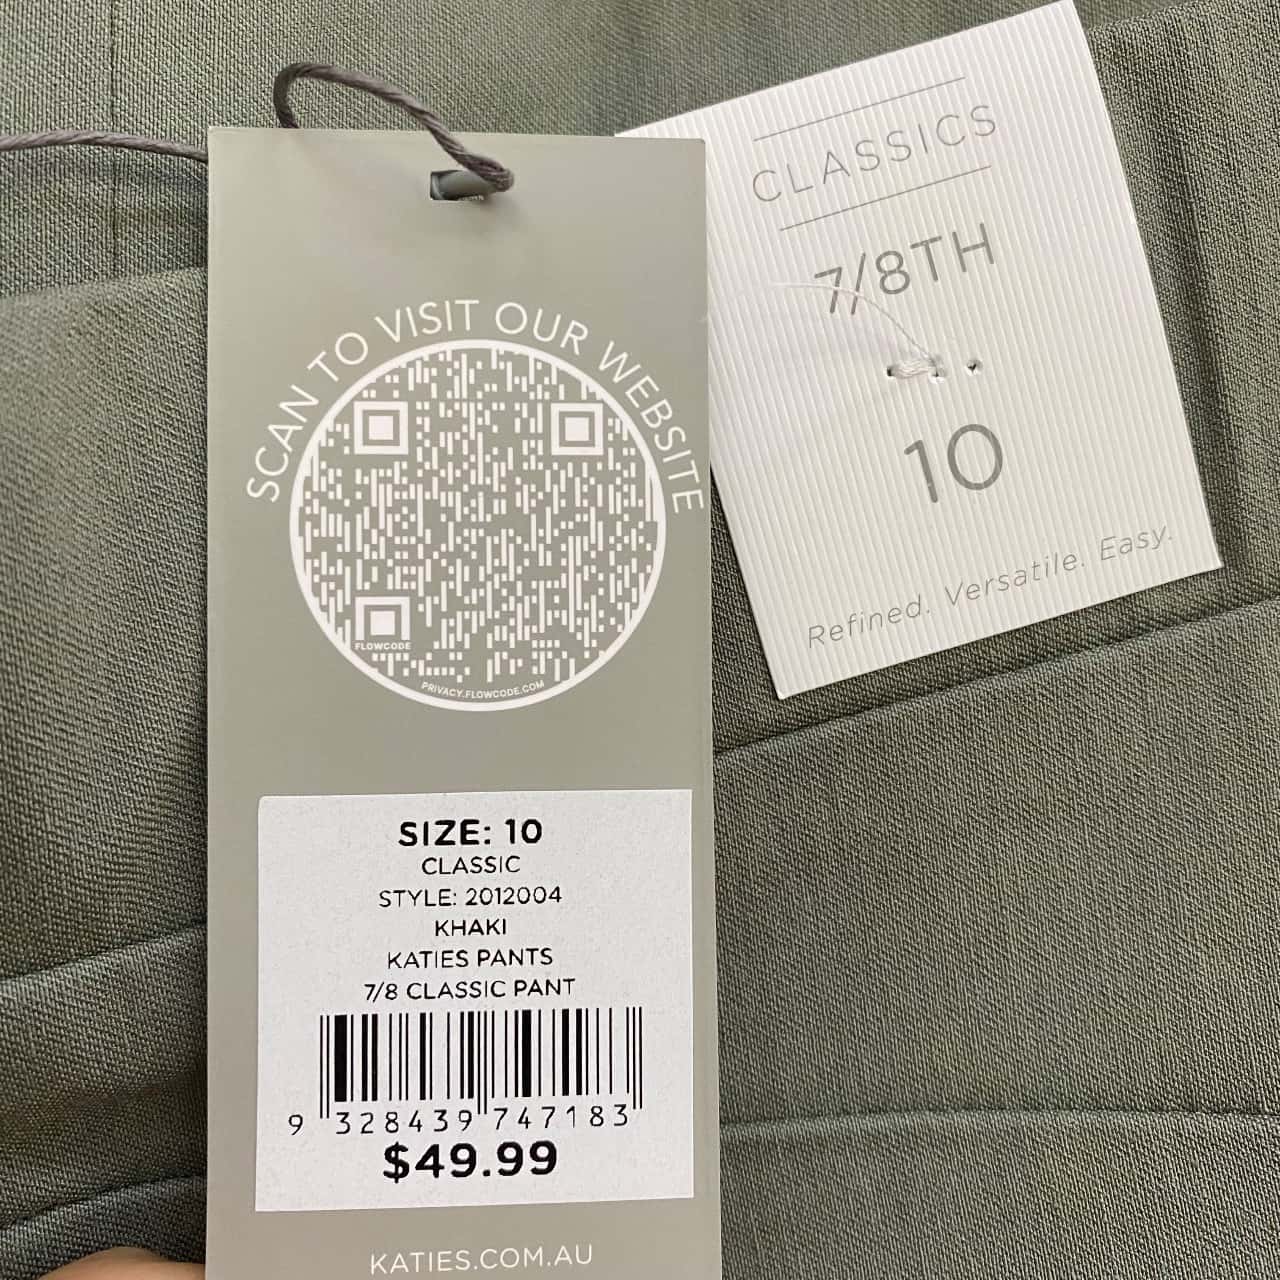 SCAN TO VISIT OUR WEBSITE
FLOWCODE
PRIVACY.FLOWCODE.COM
SIZE: 10
CLASSIC
STYLE: 2012004
KHAKI
KATIES PANTS
7/8 CLASSIC PANT
9 328439 747183
$49.99
KATIES.COM.AU
CLASSICS
7/8TH
10
Refined. Versatile. Easy.